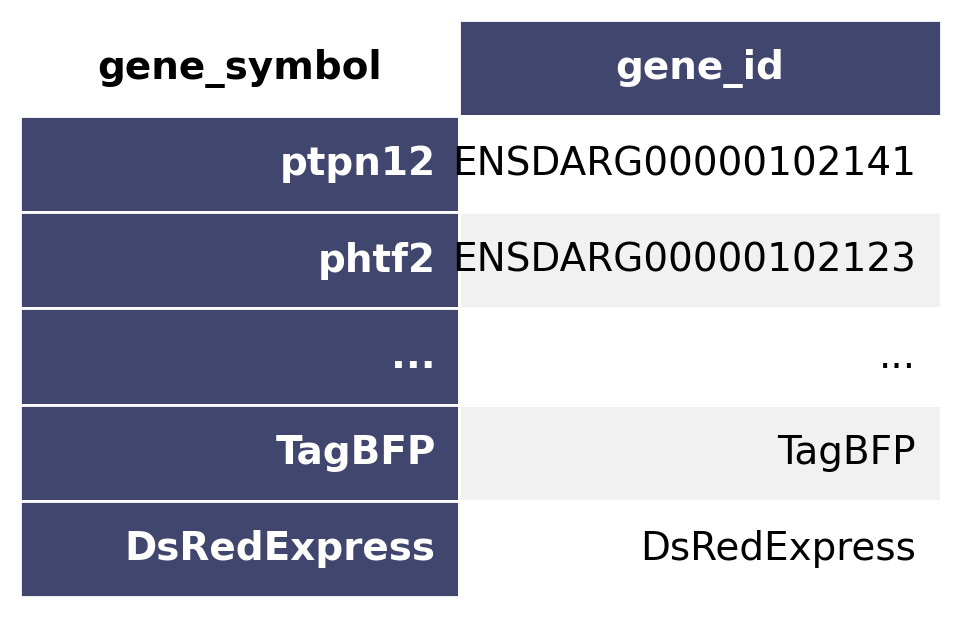 gene_symbol gene_id
ptpn12 ENSDARG00000102141
phtf2 ENSDARG00000102123
... ...
TagBFP TagBFP
DsRedExpress DsRedExpress